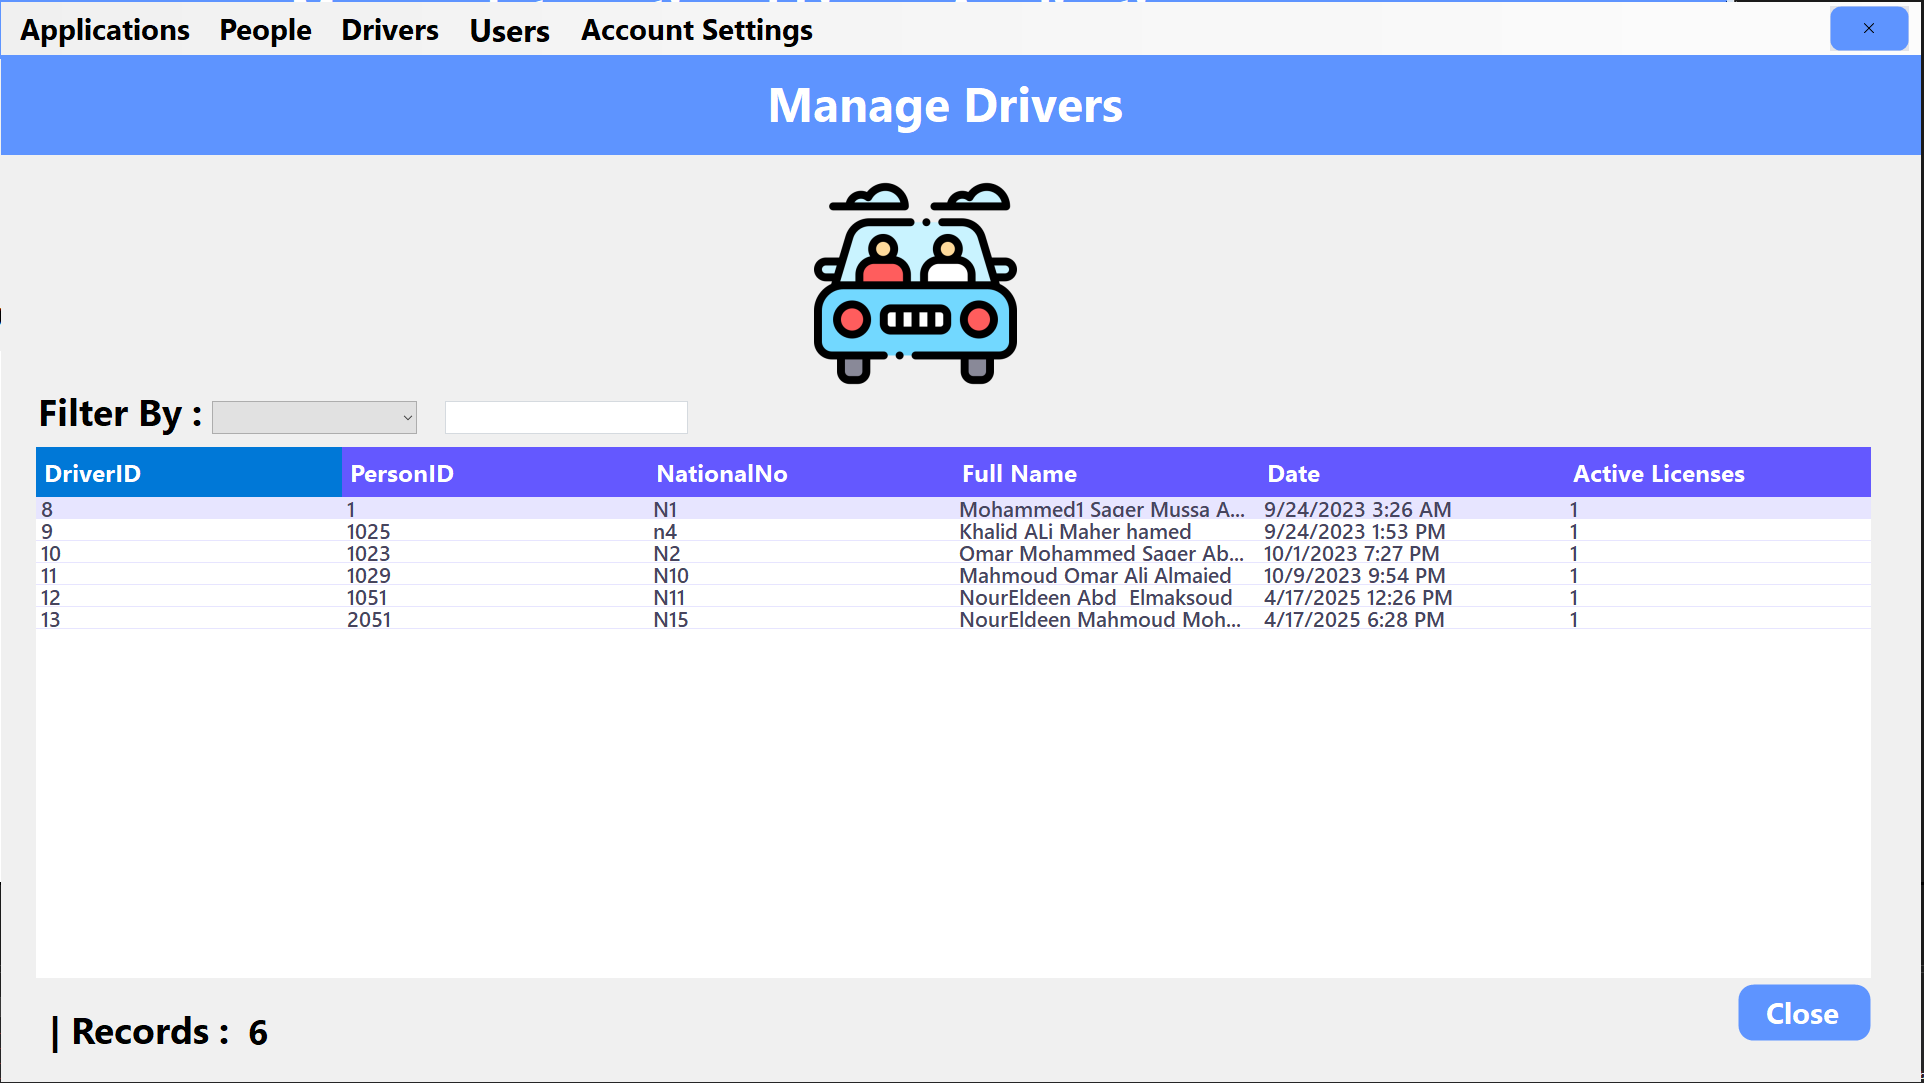 Applications People Drivers Users Account Settings
Manage Drivers
Filter By :
DriverID PersonID NationalNo Full Name Date Active Licenses
8 1 N1 Mohammed1 Saqer Mussa A... 9/24/2023 3:26 AM 1
9 1025 n4 Khalid ALi Maher hamed 9/24/2023 1:53 PM 1
10 1023 N2 Omar Mohammed Saqer Ab... 10/1/2023 7:27 PM 1
11 1029 N10 Mahmoud Omar Ali Almaied 10/9/2023 9:54 PM 1
12 1051 N11 NourEldeen Abd Elmaksoud 4/17/2025 12:26 PM 1
13 2051 N15 NourEldeen Mahmoud Moh... 4/17/2025 6:28 PM 1
| Records : 6
Close